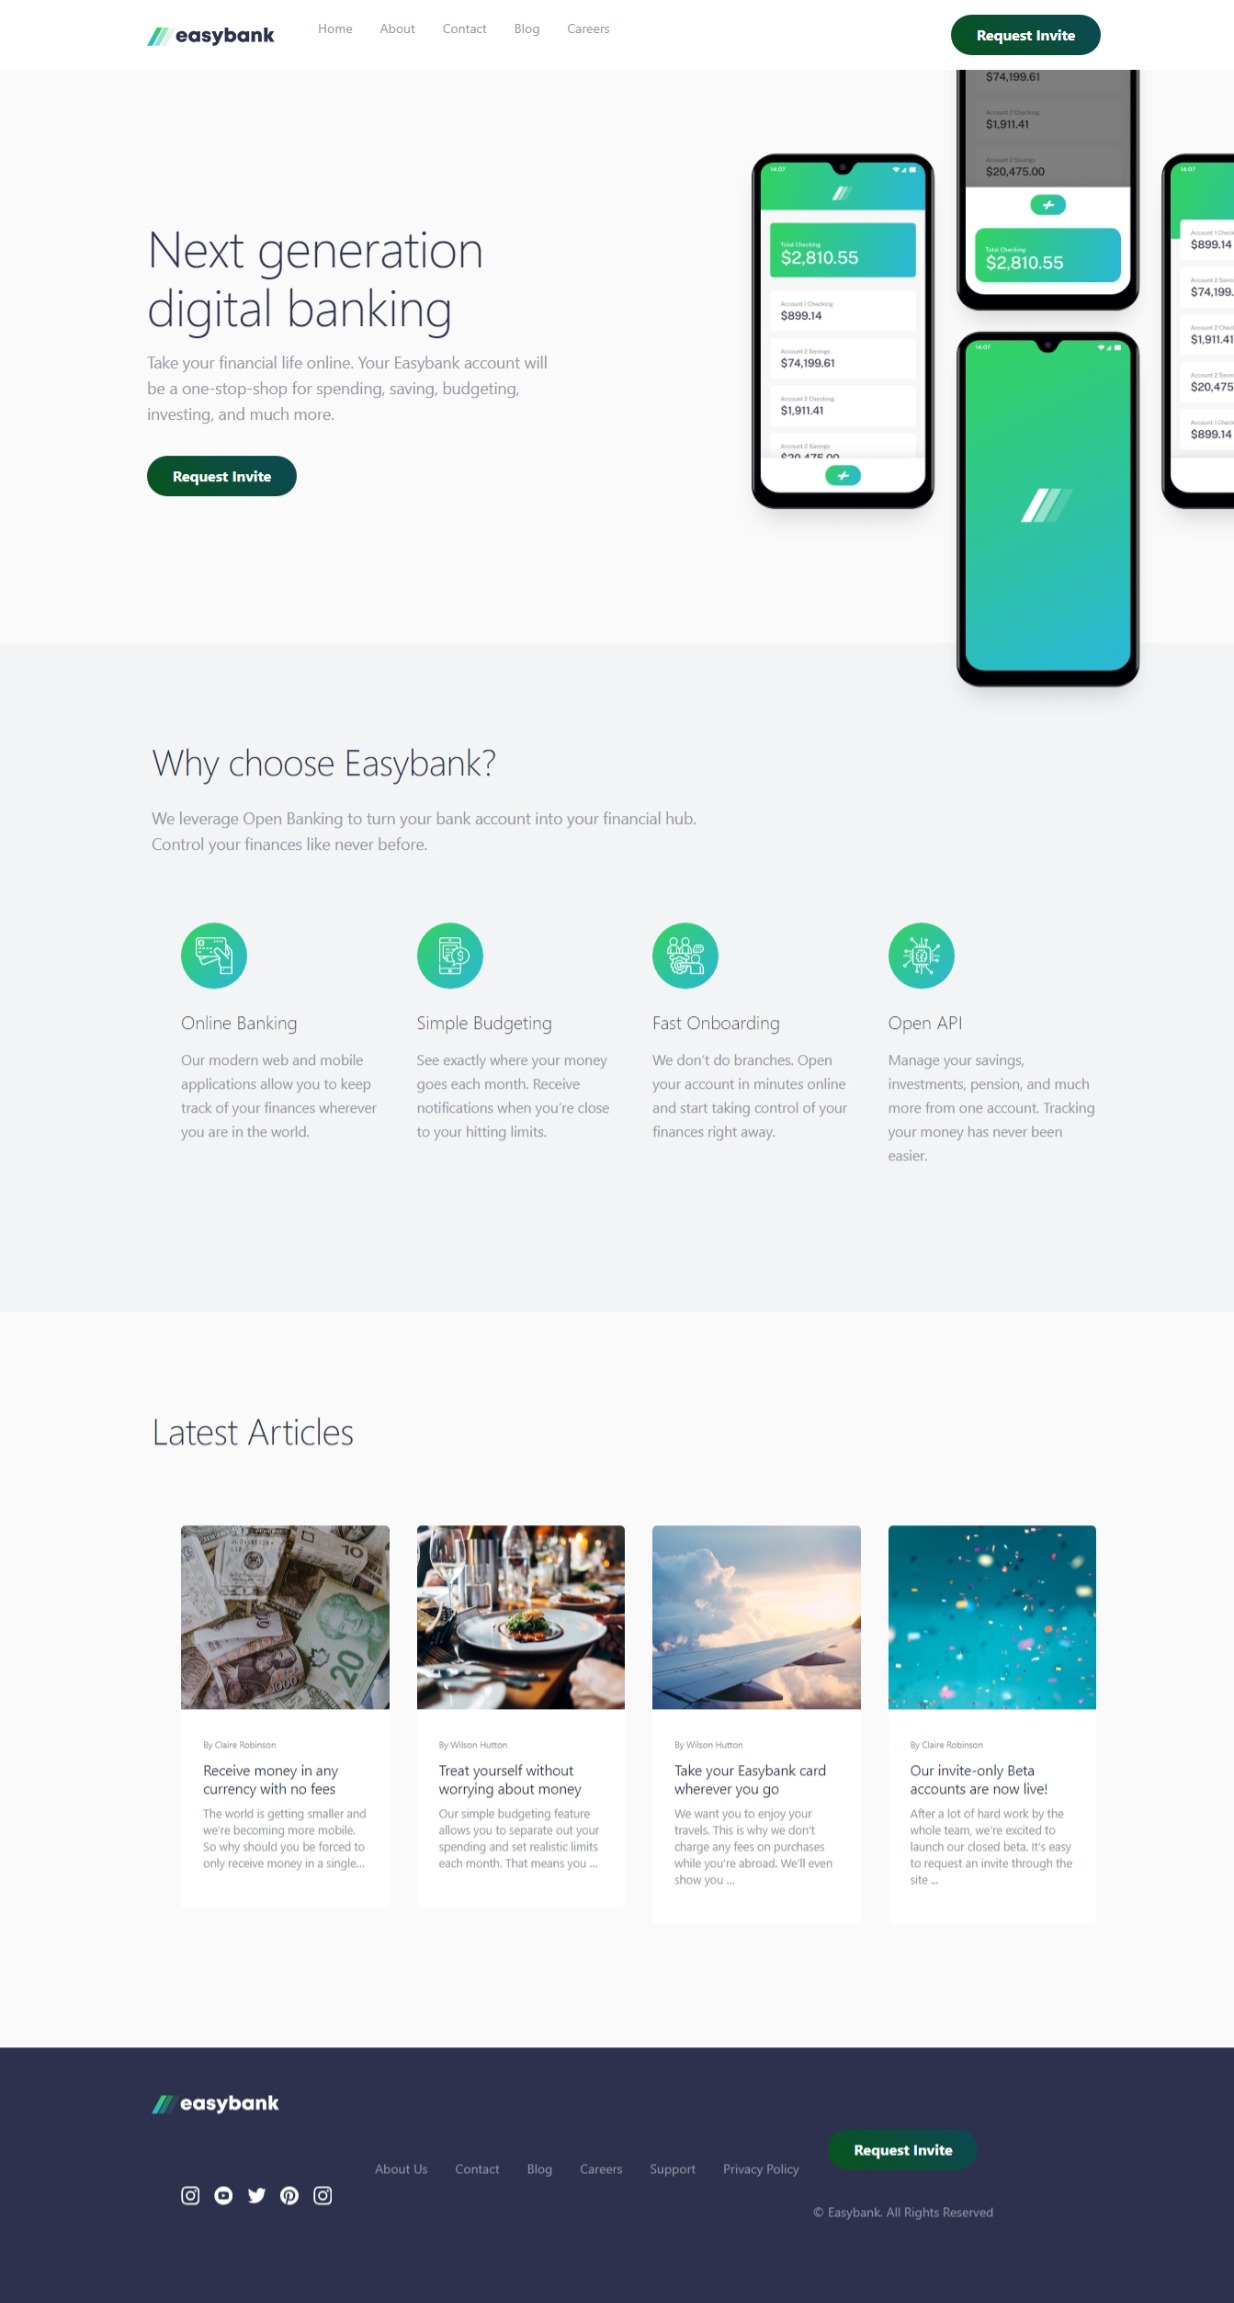 easybank
Home
About
Contact
Blog
Careers
Request Invite
Next generation
digital banking
Take your financial life online. Your Easybank account will
be a one-stop-shop for spending, saving, budgeting,
investing, and much more.
Request Invite
14:07
Total Checking
$2,810.55
Account 1 Checking
$899.14
Account 2 Savings
$74,199.61
Account 2 Checking
$1,911.41
Account 2 Savings
$20,475.00
$74,199.61
Account 2 Checking
$1,911.41
Account 2 Savings
$20,475.00
Total Checking
$2,810.55
14:07
14:07
$899.14
$74,199.
$1,911.41
$20,475
$899.14
Why choose Easybank?
We leverage Open Banking to turn your bank account into your financial hub.
Control your finances like never before.
Online Banking
Our modern web and mobile
applications allow you to keep
track of your finances wherever
you are in the world.
Simple Budgeting
See exactly where your money
goes each month. Receive
notifications when you're close
to your hitting limits.
Fast Onboarding
We don't do branches. Open
your account in minutes online
and start taking control of your
finances right away.
Open API
Manage your savings,
investments, pension, and much
more from one account. Tracking
your money has never been
easier.
Latest Articles
10
20
1000
By Claire Robinson
Receive money in any
currency with no fees
The world is getting smaller and
we're becoming more mobile.
So why should you be forced to
only receive money in a single...
By Wilson Hutton
Treat yourself without
worrying about money
Our simple budgeting feature
allows you to separate out your
spending and set realistic limits
each month. That means you ...
By Wilson Hutton
Take your Easybank card
wherever you go
We want you to enjoy your
travels. This is why we don't
charge any fees on purchases
while you're abroad. We'll even
show you ...
By Claire Robinson
Our invite-only Beta
accounts are now live!
After a lot of hard work by the
whole team, we're excited to
launch our closed beta. It's easy
to request an invite through the
site ...
easybank
About Us
Contact
Blog
Careers
Support
Privacy Policy
Request Invite
© Easybank. All Rights Reserved